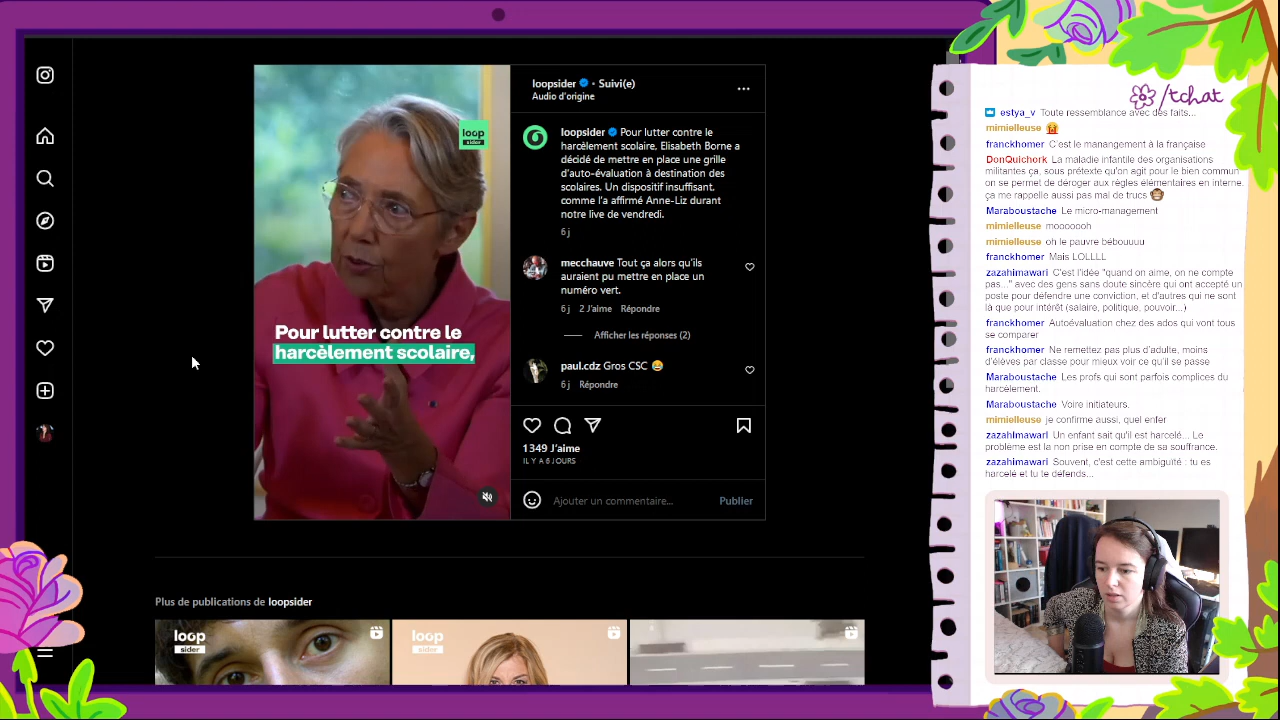 loop
sider
Pour lutter contre le
harcèlement scolaire,
loopsider • Suivi(e)
Audio d'origine
loopsider Pour lutter contre le
harcèlement scolaire, Elisabeth Borne a
décidé de mettre en place une grille
d'auto-évaluation à destination des
scolaires. Un dispositif insuffisant,
comme l'a affirmé Anne-Liz durant
notre live de vendredi.
6 j
mecchauve Tout ça alors qu'ils
auraient pu mettre en place un
numéro vert.
6 j 2 J'aime Répondre
Afficher les réponses (2)
paul.cdz Gros CSC 😂
6 j Répondre
1349 J'aime
IL Y A 6 JOURS
Ajouter un commentaire... Publier
Plus de publications de loopsider
loop
sider
loop
sider
/tchat
estya_v Toute ressemblance avec des faits...
mimielleuse
franckhomer C'est le manangement à la française
DonQuichork La maladie infantile des organisations
militantes ça, sous prétexte qu'on agit pour le bien commun
on se permet de déroger aux règles élémentaires en interne,
ça me rappelle aussi pas mal de trucs
Maraboustache Le micro-management
mimielleuse mooooooh
mimielleuse oh le pauvre bébouuuu
franckhomer Mais LOLLLL
zazahimawari C'est l'idée "quand on aime, on ne compte
pas..." avec des gens sans doute sincère qui ont accepté un
poste pour défendre une conviction, et d'autres qui ne sont
là que pour intérêt (salaire, politique, pouvoir...)
franckhomer Autoévaluation chez des ados qui vont tous
se comparer
franckhomer Ne remettez pas plus d'adulte, moins
d'élèves par classe pour mieux voir ce qu'il se passe
Maraboustache Les profs qui sont parfois complices du
harcèlement.
Maraboustache Voire initiateurs.
mimielleuse je confirme aussi, quel enfer
zazahimawari Un enfant sait qu'il est harcelé... Le
problème est la non prise en compte de sa souffrance.
zazahimawari Souvent, c'est cette ambiguïté : tu es
harcelé et tu te défends...